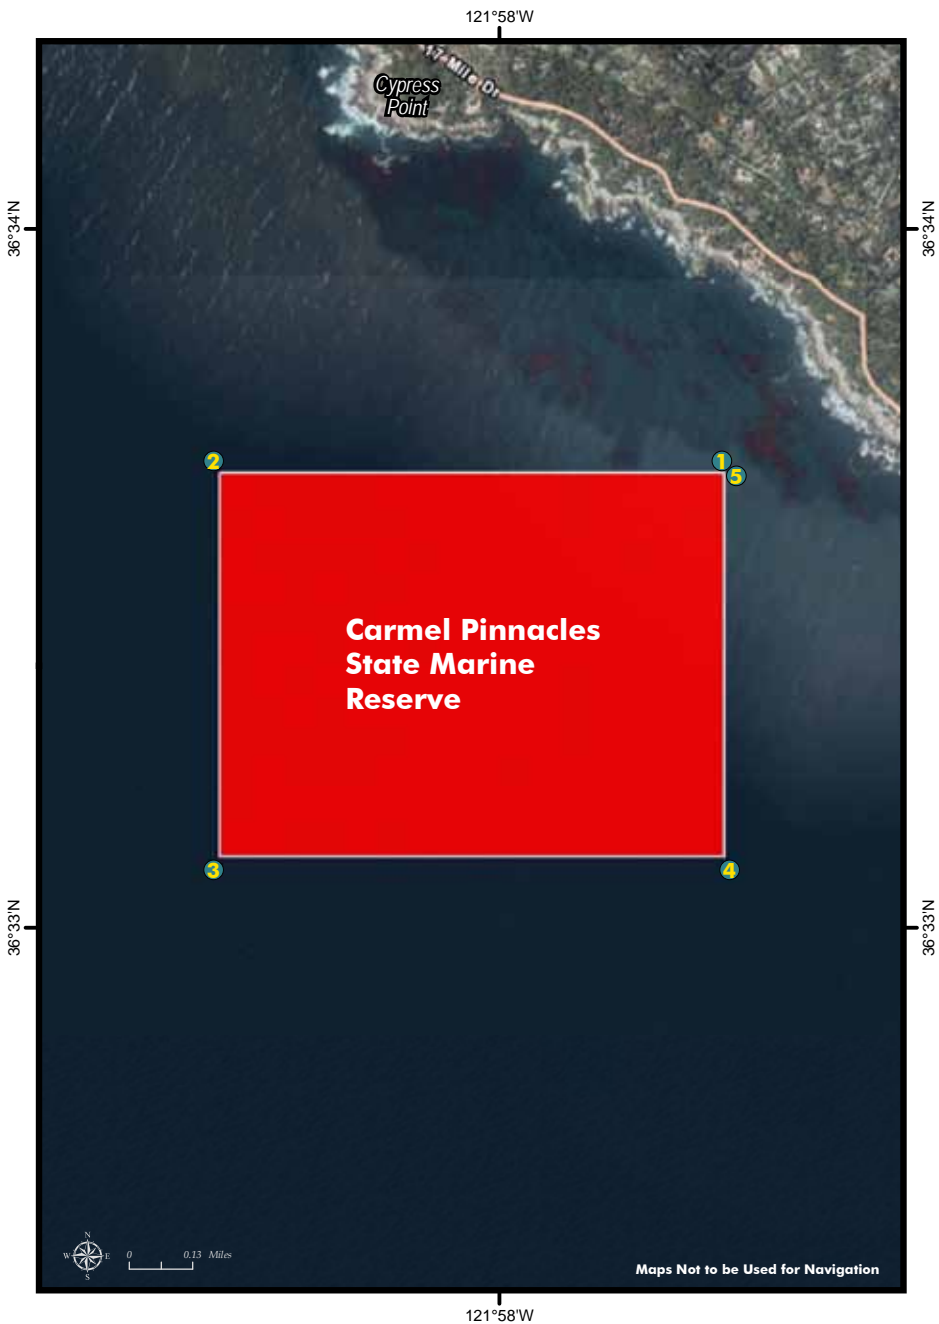 121°58'W
17-Mile Dr
Cypress
Point
36°34'N
36°34'N
2
1
5
Carmel Pinnacles
State Marine
Reserve
3
4
36°33'N
36°33'N
N
W E
S
0 0.13 Miles
Maps Not to be Used for Navigation
121°58'W